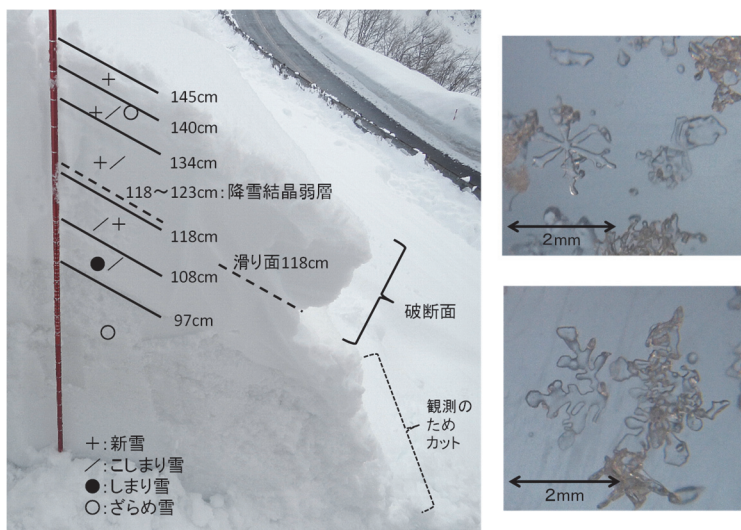 ＋
145cm
＋／○
140cm
134cm
＋／
118～123cm：降雪結晶弱層
118cm
／＋
滑り面118cm
●／
108cm
破断面
97cm
○
観測の
ため
カット
＋：新雪
／：こしまり雪
●：しまり雪
○：ざらめ雪
2mm
2mm